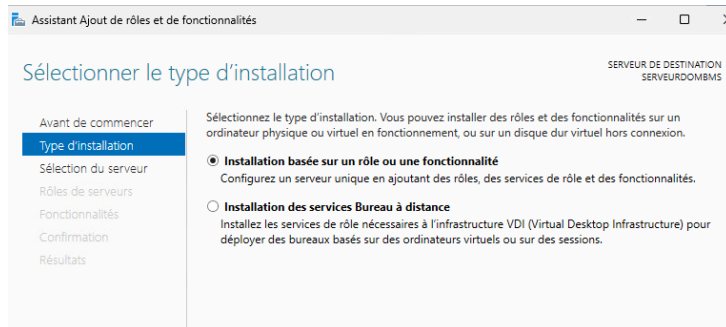 Assistant Ajout de rôles et de fonctionnalités
Sélectionner le type d'installation
SERVEUR DE DESTINATION
SERVEURDOMBMS
Avant de commencer
Type d'installation
Sélection du serveur
Rôles de serveurs
Fonctionnalités
Confirmation
Résultats
Sélectionnez le type d'installation. Vous pouvez installer des rôles et des fonctionnalités sur un
ordinateur physique ou virtuel en fonctionnement, ou sur un disque dur virtuel hors connexion.
Installation basée sur un rôle ou une fonctionnalité
Configurez un serveur unique en ajoutant des rôles, des services de rôle et des fonctionnalités.
Installation des services Bureau à distance
Installez les services de rôle nécessaires à l'infrastructure VDI (Virtual Desktop Infrastructure) pour
déployer des bureaux basés sur des ordinateurs virtuels ou sur des sessions.